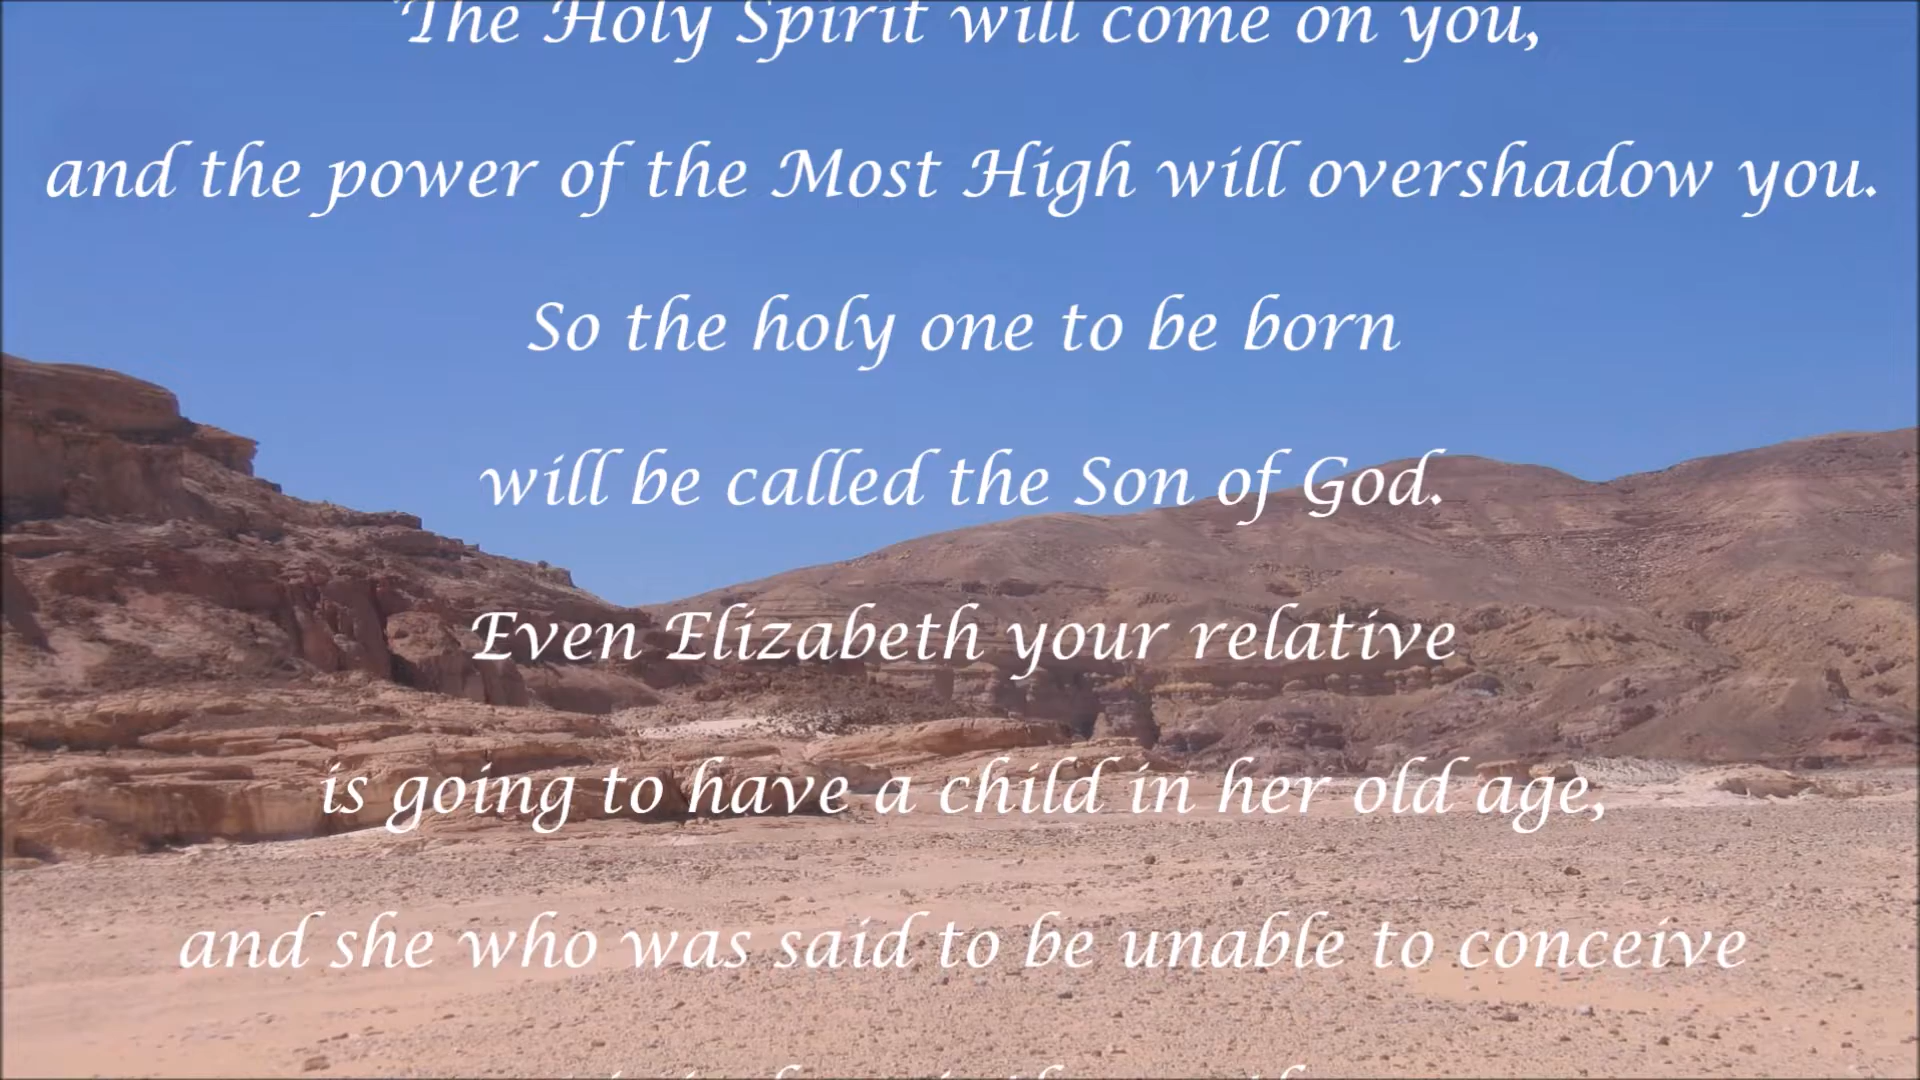 The Holy Spirit will come on you,
and the power of the Most High will overshadow you.
So the holy one to be born
will be called the Son of God.
Even Elizabeth your relative
is going to have a child in her old age,
and she who was said to be unable to conceive